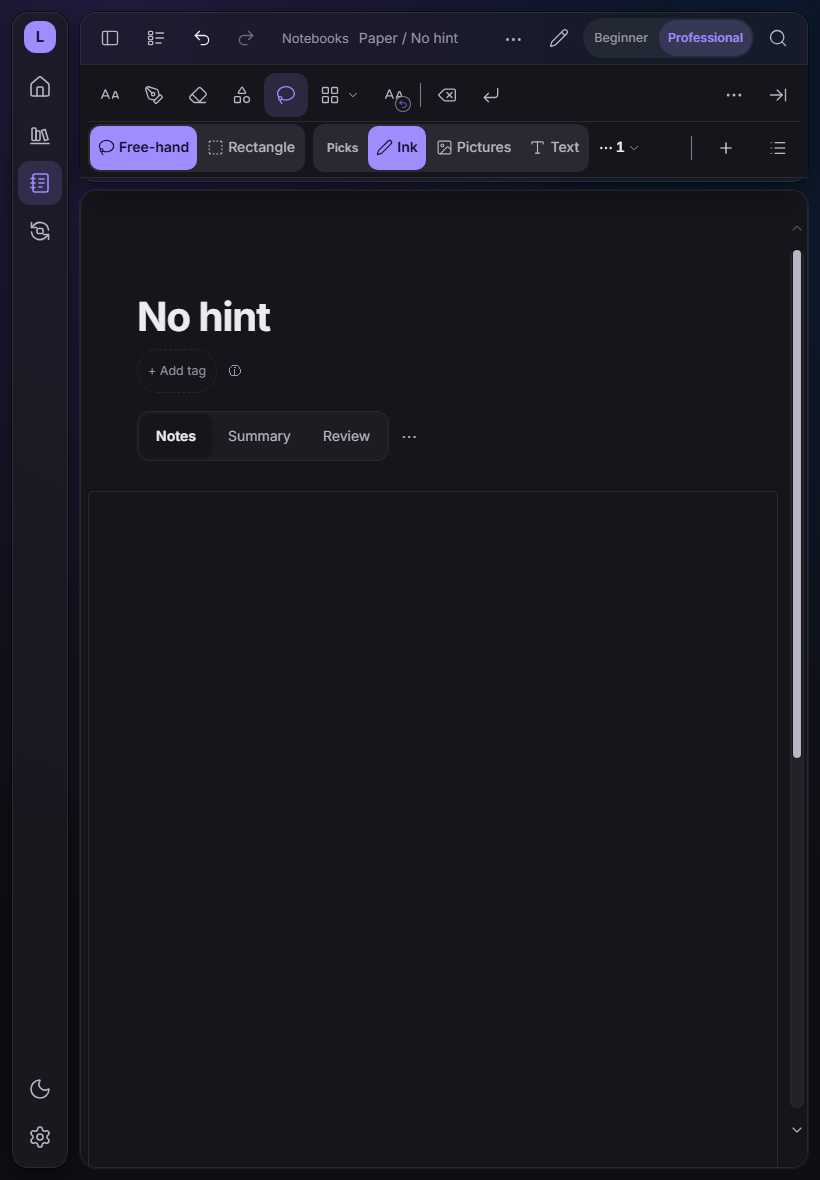 L
Notebooks Paper / No hint
Beginner Professional
AA
AA
Free-hand Rectangle Picks Ink Pictures Text ··· 1
No hint
+ Add tag
Notes Summary Review